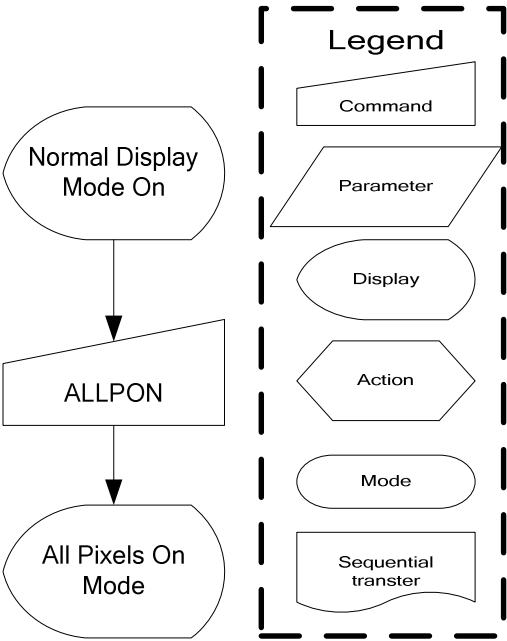 Normal Display
Mode On
ALLPON
All Pixels On
Mode
Legend
Command
Parameter
Display
Action
Mode
Sequential
transter